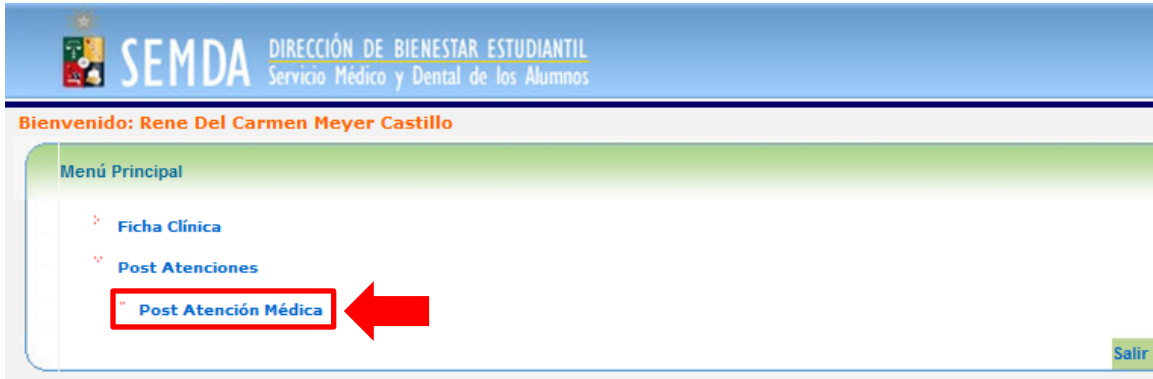 SEMDA DIRECCIÓN DE BIENESTAR ESTUDIANTIL
Servicio Médico y Dental de los Alumnos
Bienvenido: Rene Del Carmen Meyer Castillo
Menú Principal
Ficha Clínica
Post Atenciones
Post Atención Médica
Salir